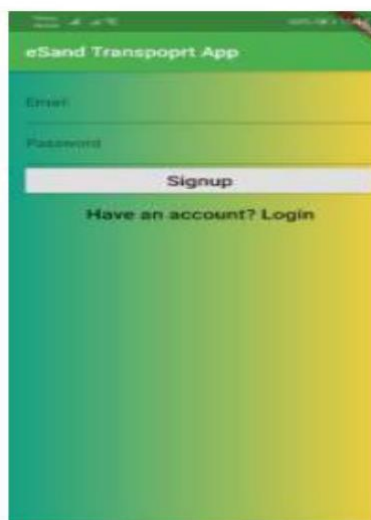 eSand Transpoprt App
Email
Password
Signup
Have an account? Login